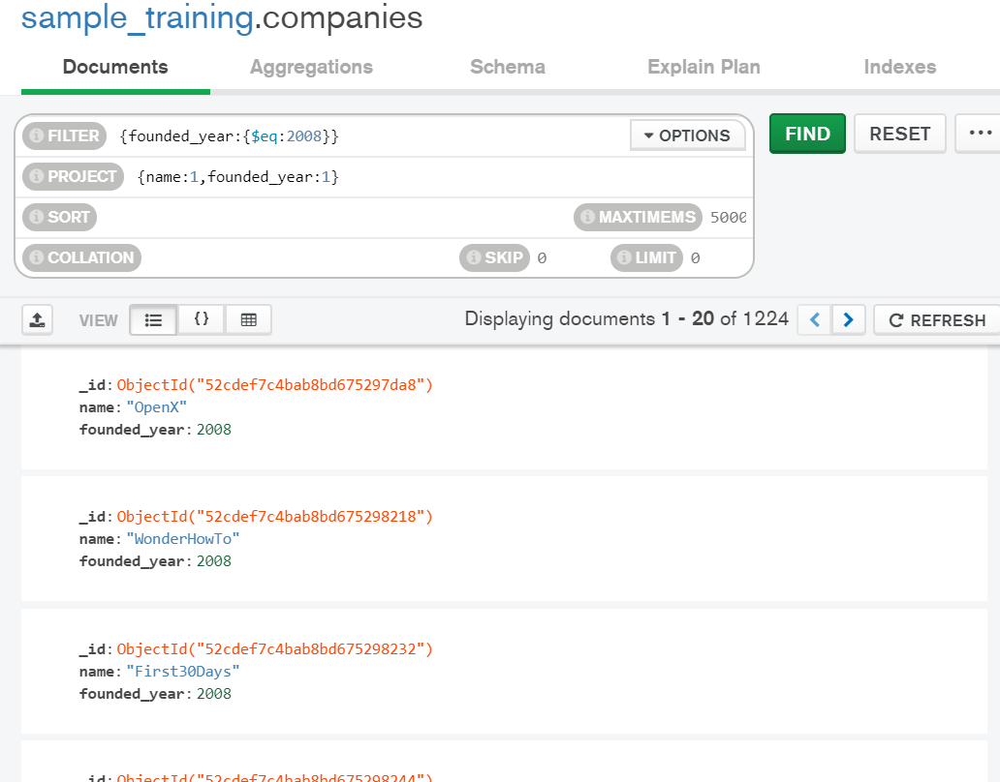 sample_training.companies
Documents Aggregations Schema Explain Plan Indexes
FILTER {founded_year:{$eq:2008}} OPTIONS FIND RESET ...
PROJECT {name:1,founded_year:1}
SORT MAXTIMEMS 5000
COLLATION SKIP 0 LIMIT 0
VIEW {} Displaying documents 1 - 20 of 1224 < > REFRESH
_id: ObjectId("52cdef7c4bab8bd675297da8")
name: "OpenX"
founded_year: 2008
_id: ObjectId("52cdef7c4bab8bd675298218")
name: "WonderHowTo"
founded_year: 2008
_id: ObjectId("52cdef7c4bab8bd675298232")
name: "First30Days"
founded_year: 2008
_id: ObjectId("52cdef7c4bab8bd675298244")